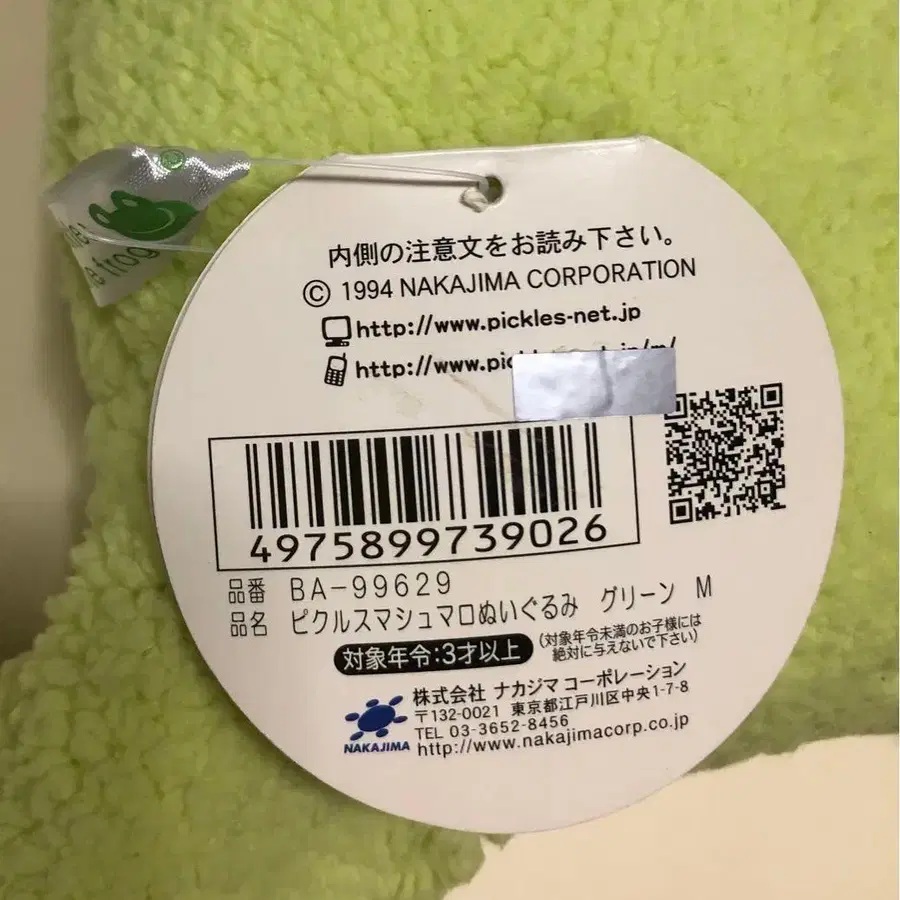 内側の注意文をお読み下さい。
© 1994 NAKAJIMA CORPORATION
http://www.pickles-net.jp
http://www.pic
4975899739026
品番 BA-99629
品名 ピクルスマシュマロぬいぐるみ グリーン M
対象年令:3才以上 (対象年令未満のお子様には
絶対に与えないで下さい)
株式会社 ナカジマ コーポレーション
〒132-0021 東京都江戸川区中央1-7-8
TEL 03-3652-8456
NAKAJIMA http://www.nakajimacorp.co.jp
frog